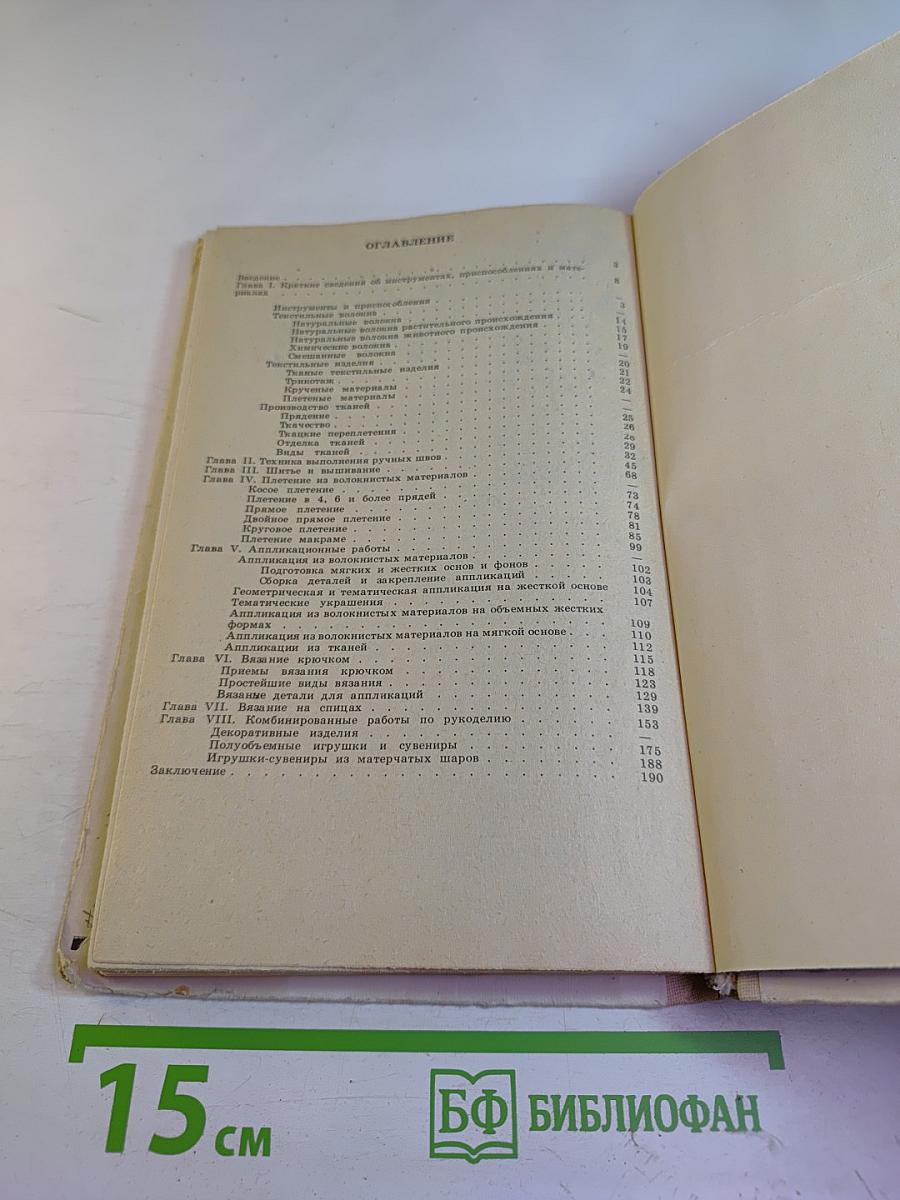 ОГЛАВЛЕНИЕ
Введение . . . 3
Глава I. Краткие сведения об инструментах, приспособлениях и мате-
риалах . . . 8
Инструменты и приспособления . . . —
Текстильные волокна . . .
Натуральные волокна . . . —
Натуральные волокна растительного происхождения . . . 14
Натуральные волокна животного происхождения . . . 15
Химические волокна . . . 17
Смешанные волокна . . . 19
Текстильные изделия . . . —
Тканые текстильные изделия . . . 20
Трикотаж . . . 21
Крученые материалы . . . 22
Плетеные материалы . . . 24
Производство тканей . . . —
Прядение . . . —
Ткачество . . . 25
Ткацкие переплетения . . . 26
Отделка тканей . . . 28
Виды тканей . . . 29
Глава II. Техника выполнения ручных швов . . . 32
Глава III. Шитье и вышивание . . . 45
Глава IV. Плетение из волокнистых материалов . . . 68
Косое плетение . . . —
Плетение в 4, 6 и более прядей . . . 73
Прямое плетение . . . 74
Двойное прямое плетение . . . 78
Круговое плетение . . . 81
Плетение макраме . . . 85
Глава V. Аппликационные работы . . . 99
Аппликация из волокнистых материалов . . . —
Подготовка мягких и жестких основ и фонов . . . 102
Сборка деталей и закрепление аппликаций . . . 103
Геометрическая и тематическая аппликация на жесткой основе 104
Тематические украшения . . . 107
Аппликация из волокнистых материалов на объемных жестких
формах . . . 109
Аппликация из волокнистых материалов на мягкой основе . . . 110
Аппликации из тканей . . . 112
Глава VI. Вязание крючком . . . 115
Приемы вязания крючком . . . 118
Простейшие виды вязания . . . 123
Вязаные детали для аппликаций . . . 129
Глава VII. Вязание на спицах . . . 139
Глава VIII. Комбинированные работы по рукоделию . . . 153
Декоративные изделия . . . —
Полуобъемные игрушки и сувениры . . . 175
Игрушки-сувениры из матерчатых шаров . . . 188
Заключение . . . 190
15 см
БФ БИБЛИОФАН